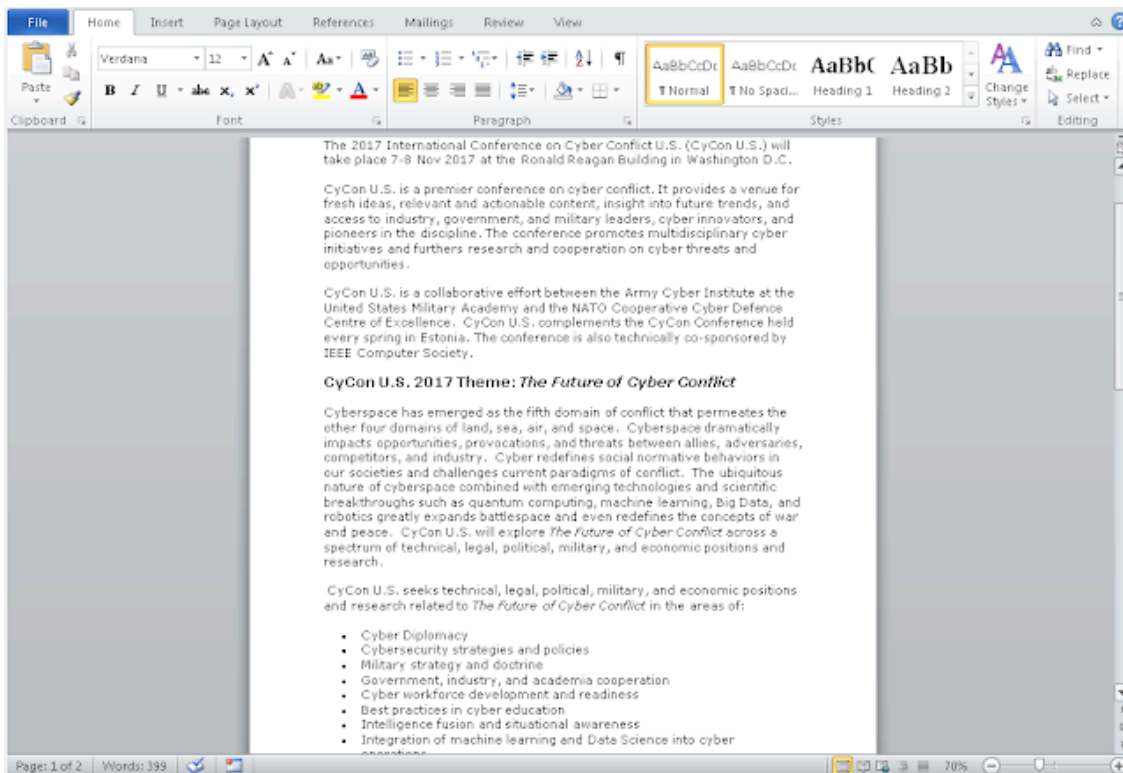 File Home Insert Page Layout References Mailings Review View
Verdana 12 Aa
Paste B I U abc x, x² A A
AaBbCcDc AaBbCcDc AaBbC AaBb
¶ Normal ¶ No Spaci... Heading 1 Heading 2
Change Styles
Find
Replace
Select
Clipboard Font Paragraph Styles Editing
The 2017 International Conference on Cyber Conflict U.S. (CyCon U.S.) will
take place 7-8 Nov 2017 at the Ronald Reagan Building in Washington D.C.
CyCon U.S. is a premier conference on cyber conflict. It provides a venue for
fresh ideas, relevant and actionable content, insight into future trends, and
access to industry, government, and military leaders, cyber innovators, and
pioneers in the discipline. The conference promotes multidisciplinary cyber
initiatives and furthers research and cooperation on cyber threats and
opportunities.
CyCon U.S. is a collaborative effort between the Army Cyber Institute at the
United States Military Academy and the NATO Cooperative Cyber Defence
Centre of Excellence.  CyCon U.S. complements the CyCon Conference held
every spring in Estonia. The conference is also technically co-sponsored by
IEEE Computer Society.
CyCon U.S. 2017 Theme: The Future of Cyber Conflict
Cyberspace has emerged as the fifth domain of conflict that permeates the
other four domains of land, sea, air, and space.  Cyberspace dramatically
impacts opportunities, provocations, and threats between allies, adversaries,
competitors, and industry.  Cyber redefines social normative behaviors in
our societies and challenges current paradigms of conflict.  The ubiquitous
nature of cyberspace combined with emerging technologies and scientific
breakthroughs such as quantum computing, machine learning, Big Data, and
robotics greatly expands battlespace and even redefines the concepts of war
and peace.  CyCon U.S. will explore The Future of Cyber Conflict across a
spectrum of technical, legal, political, military, and economic positions and
research.
CyCon U.S. seeks technical, legal, political, military, and economic positions
and research related to The Future of Cyber Conflict in the areas of:
• Cyber Diplomacy
• Cybersecurity strategies and policies
• Military strategy and doctrine
• Government, industry, and academia cooperation
• Cyber workforce development and readiness
• Best practices in cyber education
• Intelligence fusion and situational awareness
• Integration of machine learning and Data Science into cyber
Page: 1 of 2 Words: 399 70%